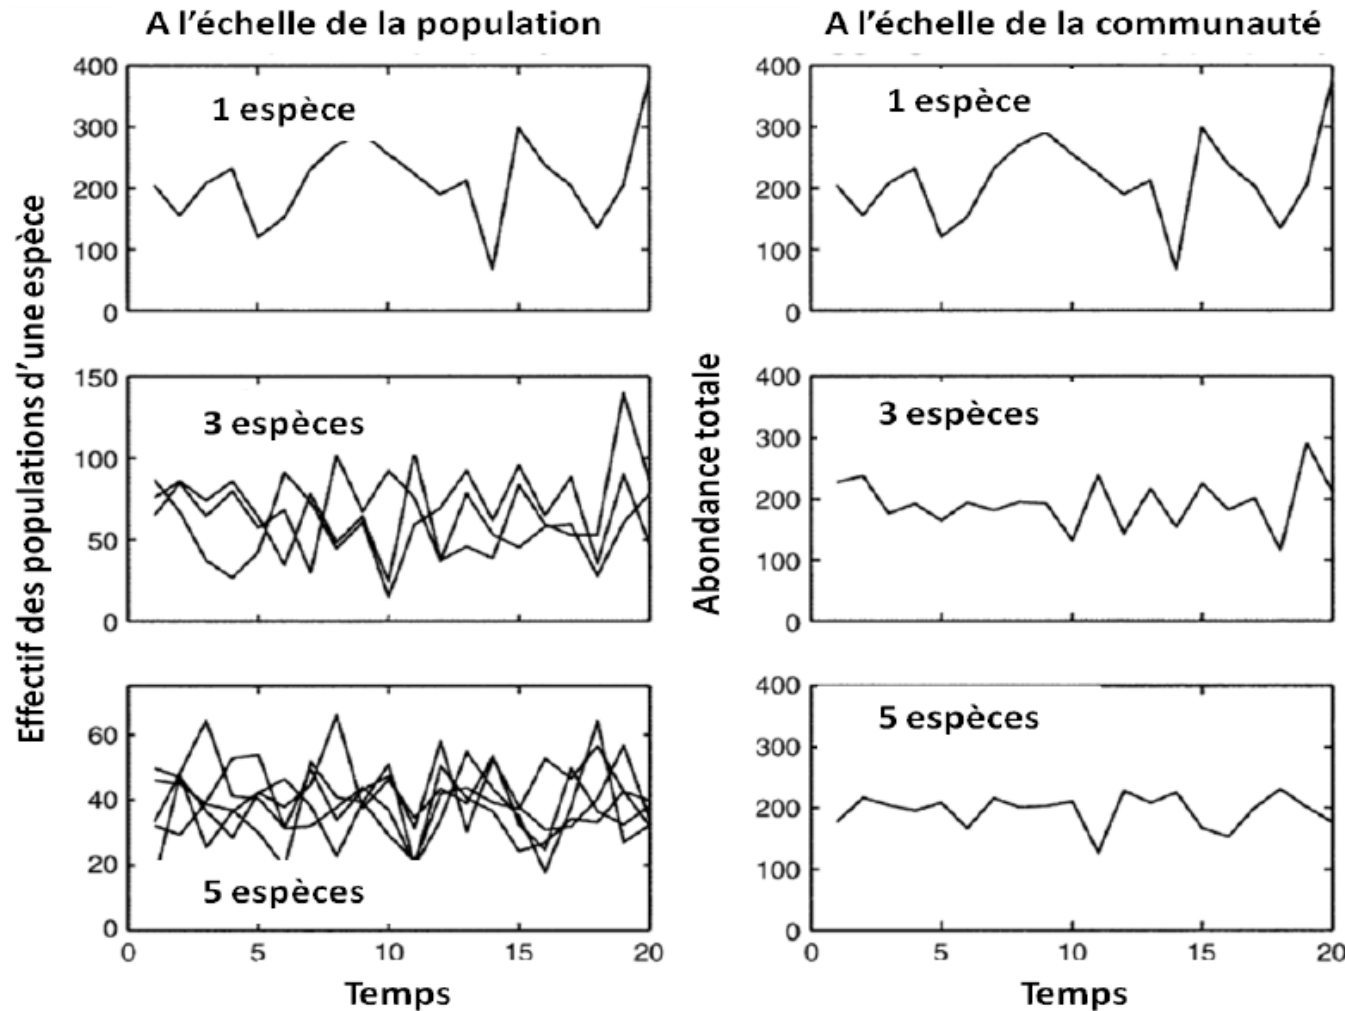 A l'échelle de la population
A l'échelle de la communauté
Effectif des populations d'une espèce
400
300
200
100
0
1 espèce
150
100
50
0
3 espèces
60
40
20
0
5 espèces
0 5 10 15 20
Temps
Abondance totale
400
300
200
100
0
1 espèce
400
300
200
100
0
3 espèces
400
300
200
100
0
5 espèces
0 5 10 15 20
Temps